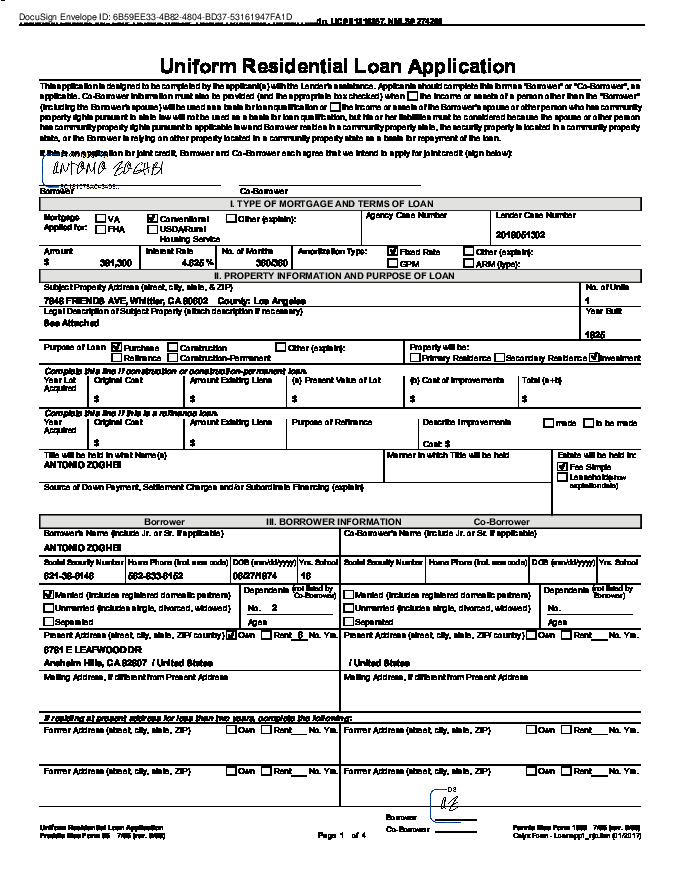 DocuSign Envelope ID: 6B59EE33-4B82-4804-BD37-53161947FA1D
Uniform Residential Loan Application
This application is designed to be completed by the applicant(s) with the Lender's assistance. Applicants should complete this form as "Borrower" or "Co-Borrower", as
applicable. Co-Borrower information must also be provided (and the appropriate box checked) when the income or assets of a person other than the "Borrower"
(including the Borrower's spouse) will be used as a basis for loan qualification or the income or assets of the Borrower's spouse or other person who has community
property rights pursuant to state law will not be used as a basis for loan qualification, but his or her liabilities must be considered because the spouse or other person
has community property rights pursuant to applicable law and Borrower resides in a community property state, the security property is located in a community property
state, or the Borrower is relying on other property located in a community property state as a basis for repayment of the loan.
If this is an application for joint credit, Borrower and Co-Borrower each agree that we intend to apply for joint credit (sign below):
ANTONIO ZOGHBI
Borrower Co-Borrower
I. TYPE OF MORTGAGE AND TERMS OF LOAN
Mortgage Applied for: VA Conventional Other (explain): Agency Case Number Lender Case Number
FHA USDA/Rural Housing Service 2018051302
Amount Interest Rate No. of Months Amortization Type: Fixed Rate Other (explain):
$ 381,300 4.625 % 360/360 GPM ARM (type):
II. PROPERTY INFORMATION AND PURPOSE OF LOAN
Subject Property Address (street, city, state, & ZIP) No. of Units
FRIENDS AVE, Whittier, CA 90602 County: Los Angeles 1
Legal Description of Subject Property (attach description if necessary) Year Built
See Attached
1925
Purpose of Loan Purchase Construction Other (explain): Property will be:
Refinance Construction-Permanent Primary Residence Secondary Residence Investment
Complete this line if construction or construction-permanent loan.
Year Lot Acquired Original Cost Amount Existing Liens (a) Present Value of Lot (b) Cost of Improvements Total (a+b)
$ $ $ $ $
Complete this line if this is a refinance loan.
Year Acquired Original Cost Amount Existing Liens Purpose of Refinance Describe Improvements made to be made
$ $ Cost: $
Title will be held in what Name(s) Manner in which Title will be held Estate will be held in:
ANTONIO ZOGHBI Fee Simple
Leasehold (show expiration date)
Source of Down Payment, Settlement Charges and/or Subordinate Financing (explain)
Borrower III. BORROWER INFORMATION Co-Borrower
Borrower's Name (include Jr. or Sr. if applicable) Co-Borrower's Name (include Jr. or Sr. if applicable)
ANTONIO ZOGHBI
Social Security Number Home Phone (incl. area code) DOB (mm/dd/yyyy) Yrs. School Social Security Number Home Phone (incl. area code) DOB (mm/dd/yyyy) Yrs. School
16
Married (includes registered domestic partners) Dependents (not listed by Co-Borrower) Married (includes registered domestic partners) Dependents (not listed by Borrower)
Unmarried (includes single, divorced, widowed) No. 2 Unmarried (includes single, divorced, widowed) No.
Separated Ages Separated Ages
Present Address (street, city, state, ZIP/ country) Own Rent 6 No. Yrs. Present Address (street, city, state, ZIP/ country) Own Rent No. Yrs.
6781 E LEAFWOOD DR
Anaheim Hills, CA 92807 / United States / United States
Mailing Address, if different from Present Address Mailing Address, if different from Present Address
If residing at present address for less than two years, complete the following:
Former Address (street, city, state, ZIP) Own Rent No. Yrs. Former Address (street, city, state, ZIP) Own Rent No. Yrs.
Former Address (street, city, state, ZIP) Own Rent No. Yrs. Former Address (street, city, state, ZIP) Own Rent No. Yrs.
DS
AZ
Borrower
Co-Borrower
Uniform Residential Loan Application
Freddie Mac Form 65 7/05 (rev. 6/09)
Page 1 of 4
Fannie Mae Form 1003 7/05 (rev. 6/09)
Calyx Form - Loanapp1_njo.frm (01/2017)